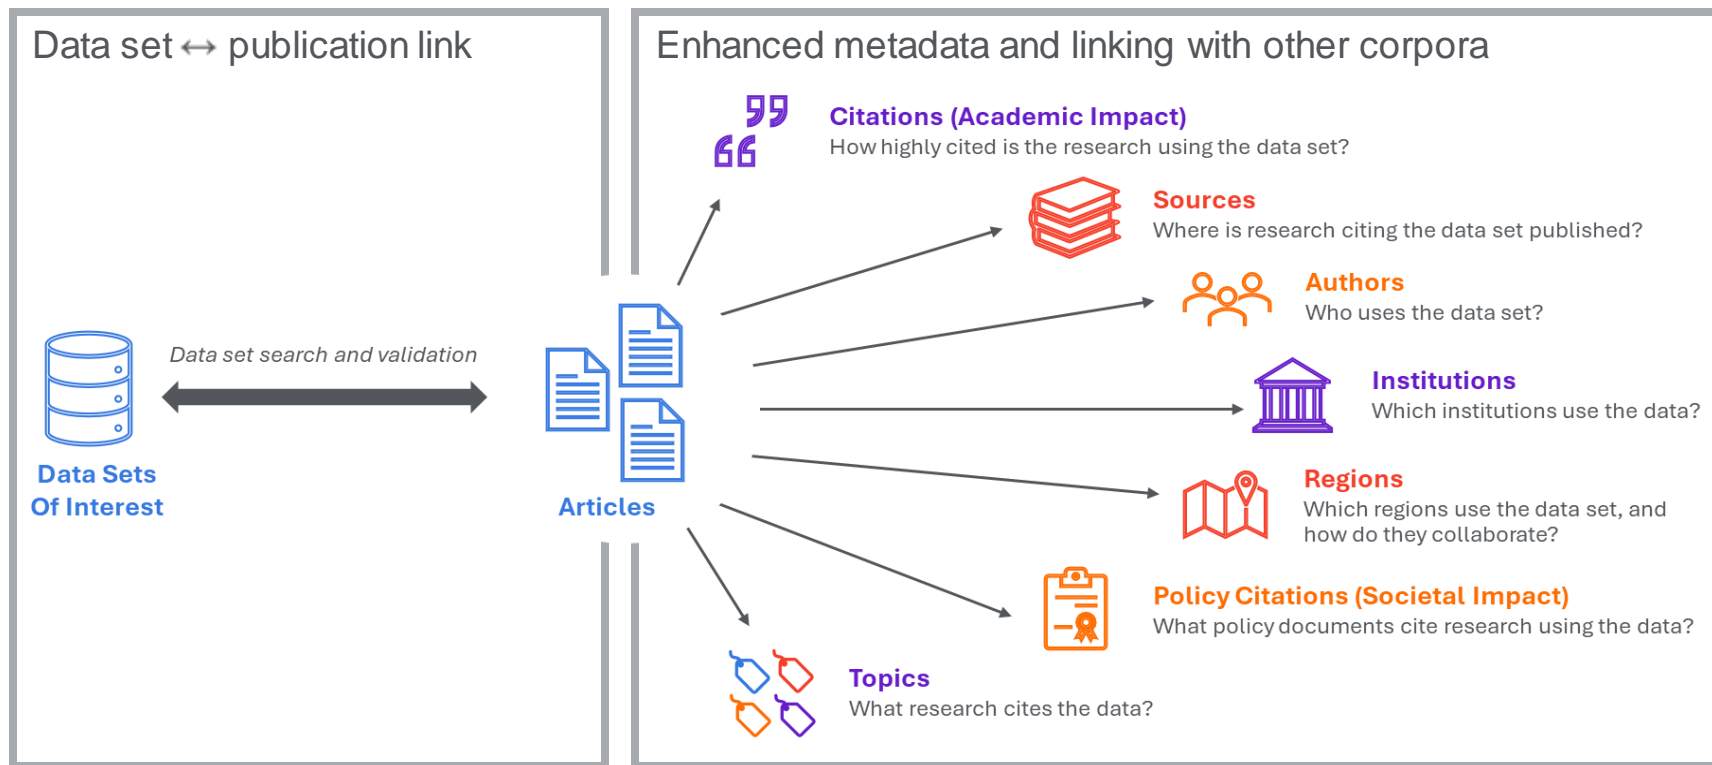 Data set ↔ publication link
Enhanced metadata and linking with other corpora
Citations (Academic Impact)
How highly cited is the research using the data set?
Sources
Where is research citing the data set published?
Authors
Who uses the data set?
Data set search and validation
Institutions
Which institutions use the data?
Data Sets
Of Interest
Articles
Regions
Which regions use the data set, and
how do they collaborate?
Policy Citations (Societal Impact)
What policy documents cite research using the data?
Topics
What research cites the data?